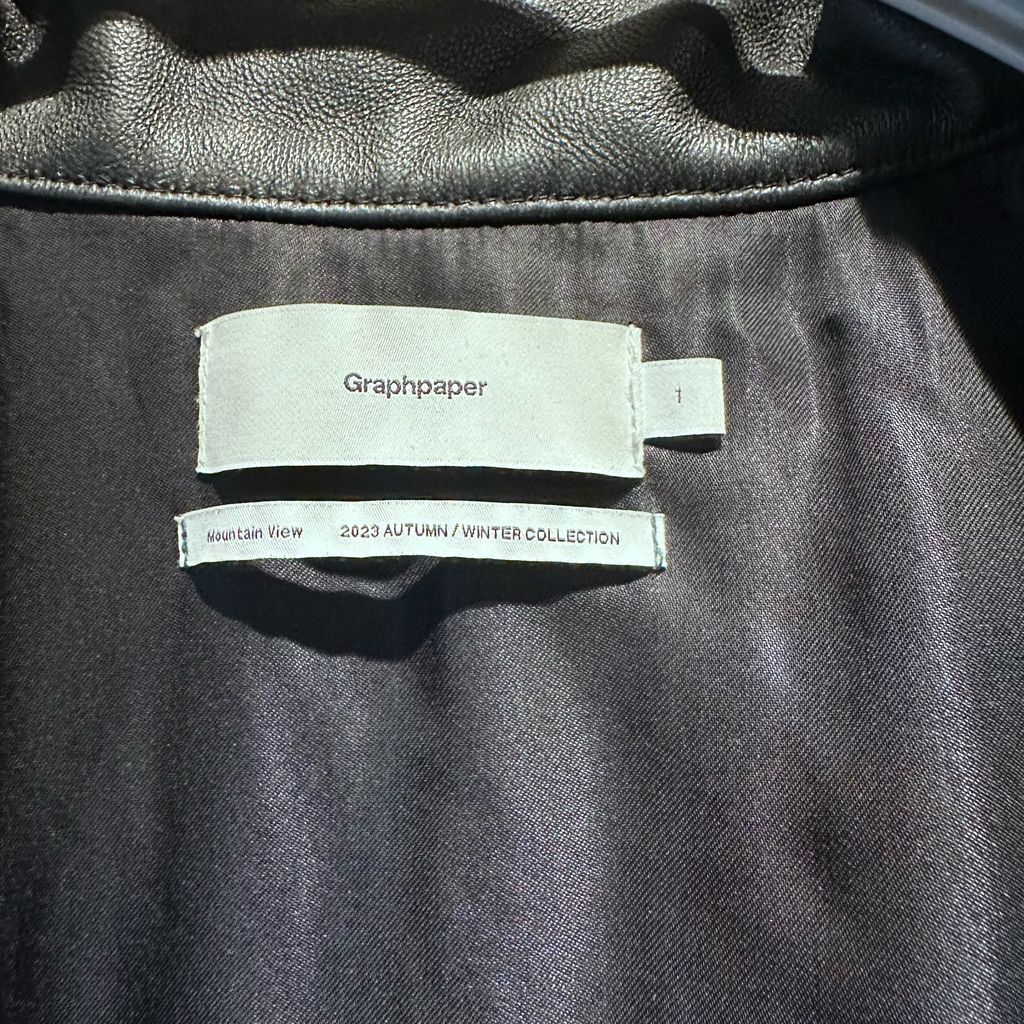 Graphpaper
1
Mountain View 2023 AUTUMN / WINTER COLLECTION